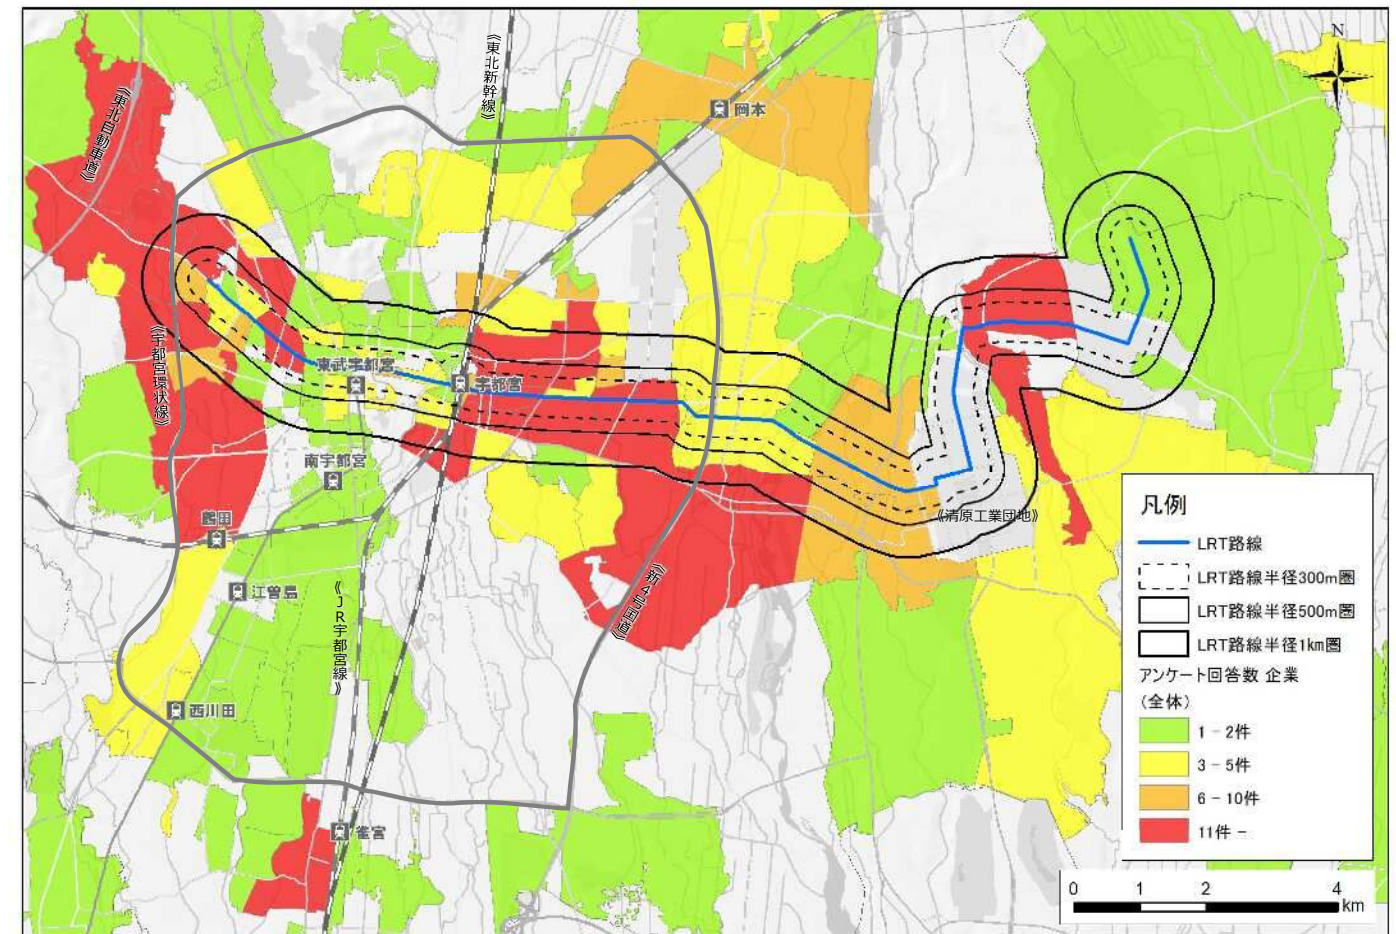 N
《東北新幹線》
《東北自動車道》
岡本
《宇都宮環状線》
東武宇都宮
宇都宮
南宇都宮
鶴田
《清原工業団地》
江曽島
《JR宇都宮線》
《新4号国道》
西川田
雀宮
凡例
LRT路線
LRT路線半径300m圏
LRT路線半径500m圏
LRT路線半径1km圏
アンケート回答数 企業
(全体)
1 - 2件
3 - 5件
6 - 10件
11件 -
0 1 2 4
km